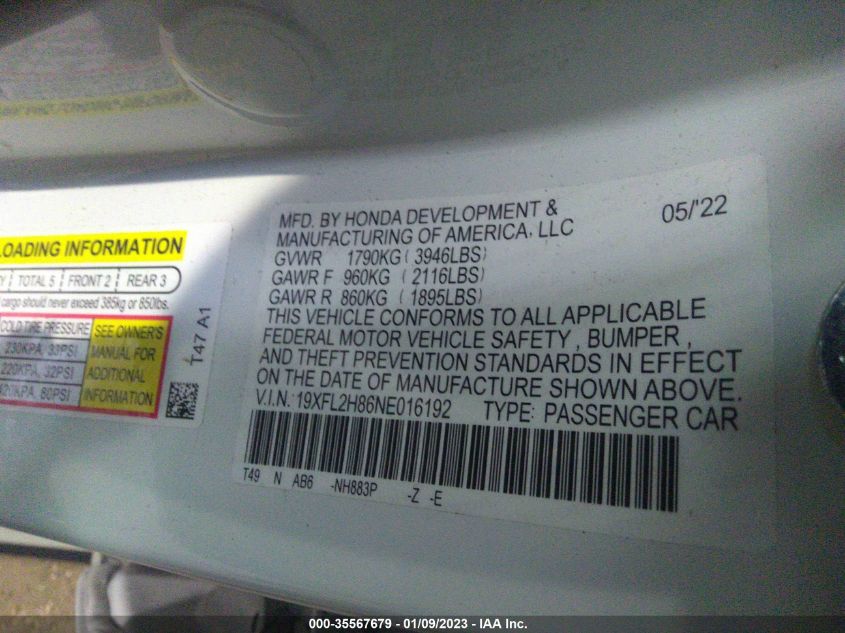 LOADING INFORMATION
TOTAL 5 FRONT 2 REAR 3
cargo should never exceed 385kg or 850lbs.
COLD TIRE PRESSURE
230KPA, 33PSI
220KPA, 32PSI
420KPA, 60PSI
SEE OWNER'S
MANUAL FOR
ADDITIONAL
INFORMATION
T47 A1
MFD. BY HONDA DEVELOPMENT &
MANUFACTURING OF AMERICA, LLC
05/'22
GVWR 1790KG (3946LBS)
GAWR F 960KG (2116LBS)
GAWR R 860KG (1895LBS)
THIS VEHICLE CONFORMS TO ALL APPLICABLE
FEDERAL MOTOR VEHICLE SAFETY, BUMPER,
AND THEFT PREVENTION STANDARDS IN EFFECT
ON THE DATE OF MANUFACTURE SHOWN ABOVE.
V.I.N.: 19XFL2H86NE016192 TYPE: PASSENGER CAR
T49 N AB6 -NH883P -Z -E
000-35567679 - 01/09/2023 - IAA Inc.